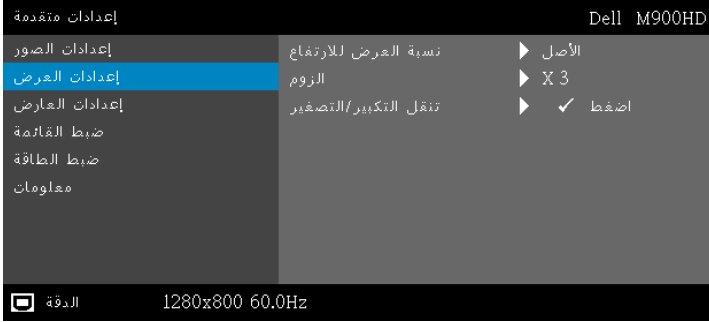 إعدادات متقدمة
Dell M900HD
إعدادات الصور
إعدادات العرض
إعدادات العارض
ضبط القائمة
ضبط الطاقة
معلومات
نسبة العرض للارتفاع الأصل
الزوم X 3
تنقل التكبير/التصغير ✓ اضغط
الدقة 1280x800 60.0Hz